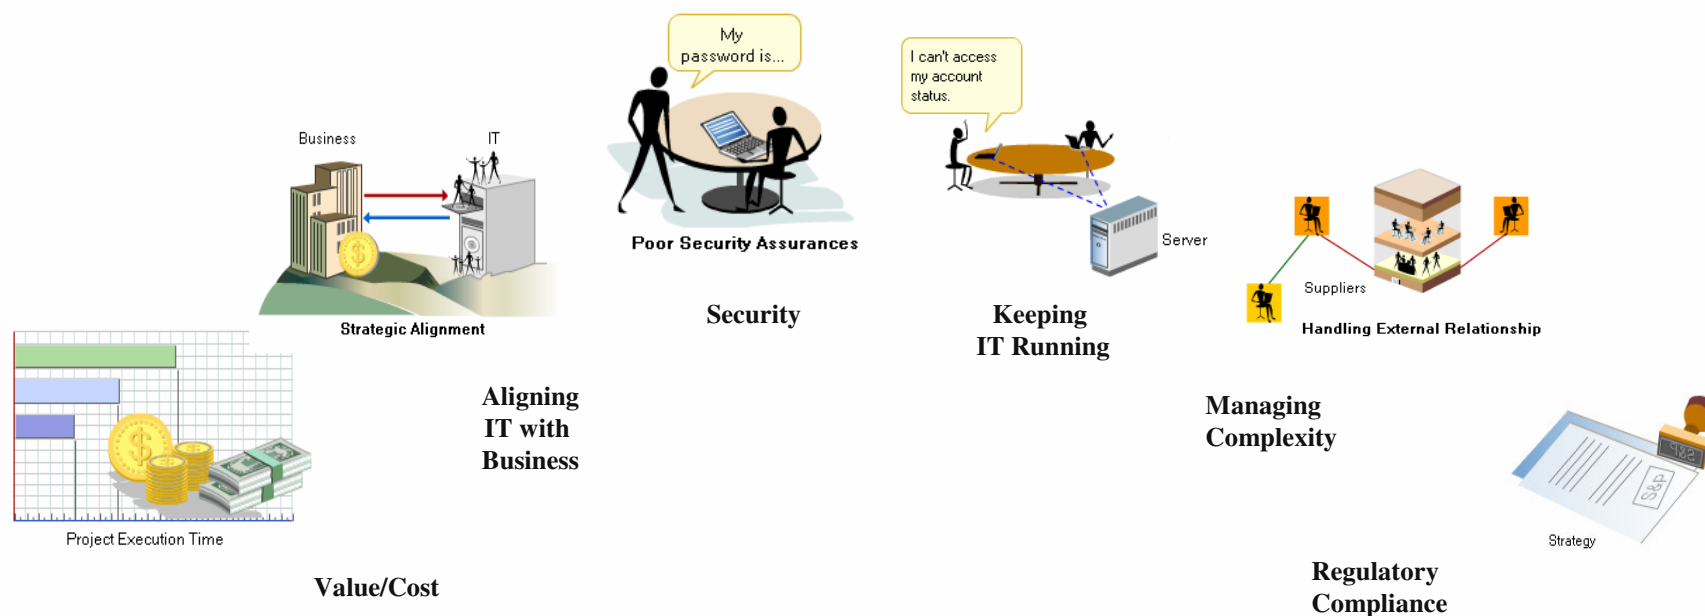 My
password is...
I can't access
my account
status.
Business
IT
Poor Security Assurances
Server
Suppliers
Strategic Alignment
Security
Keeping
IT Running
Handling External Relationship
Aligning
IT with
Business
Managing
Complexity
S&P
S&P
Project Execution Time
Strategy
Value/Cost
Regulatory
Compliance